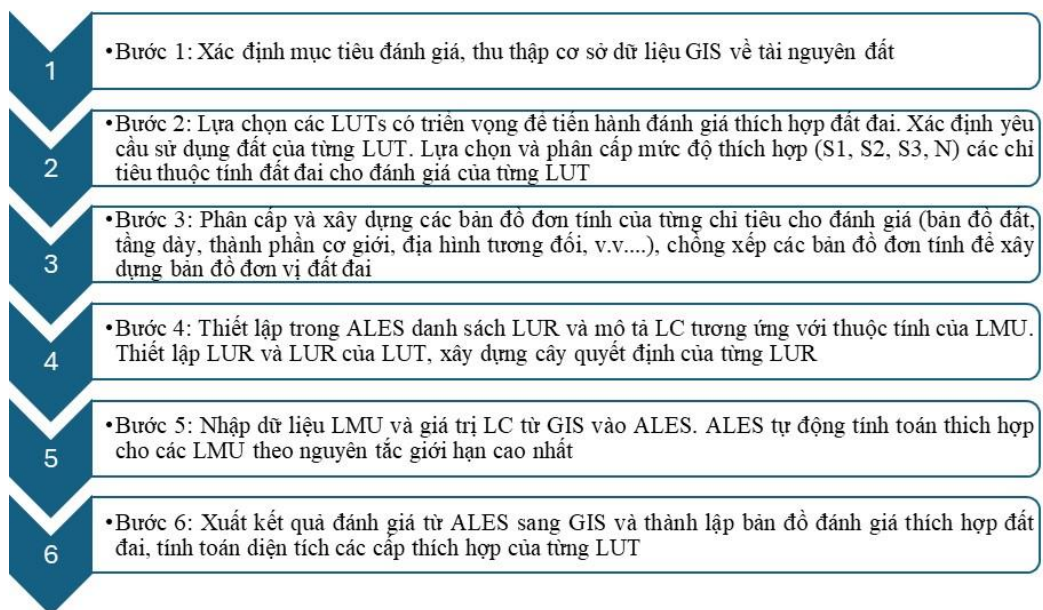 1
•Bước 1: Xác định mục tiêu đánh giá, thu thập cơ sở dữ liệu GIS về tài nguyên đất
2
•Bước 2: Lựa chọn các LUTs có triển vọng để tiến hành đánh giá thích hợp đất đai. Xác định yêu
cầu sử dụng đất của từng LUT. Lựa chọn và phân cấp mức độ thích hợp (S1, S2, S3, N) các chỉ
tiêu thuộc tính đất đai cho đánh giá của từng LUT
3
•Bước 3: Phân cấp và xây dựng các bản đồ đơn tính của từng chỉ tiêu cho đánh giá (bản đồ đất,
tầng dày, thành phần cơ giới, địa hình tương đối, v.v....), chồng xếp các bản đồ đơn tính để xây
dựng bản đồ đơn vị đất đai
4
•Bước 4: Thiết lập trong ALES danh sách LUR và mô tả LC tương ứng với thuộc tính của LMU.
Thiết lập LUR và LUR của LUT, xây dựng cây quyết định của từng LUR
5
•Bước 5: Nhập dữ liệu LMU và giá trị LC từ GIS vào ALES. ALES tự động tính toán thich hợp
cho các LMU theo nguyên tắc giới hạn cao nhất
6
•Bước 6: Xuất kết quả đánh giá từ ALES sang GIS và thành lập bản đồ đánh giá thích hợp đất
đai, tính toán diện tích các cấp thích hợp của từng LUT